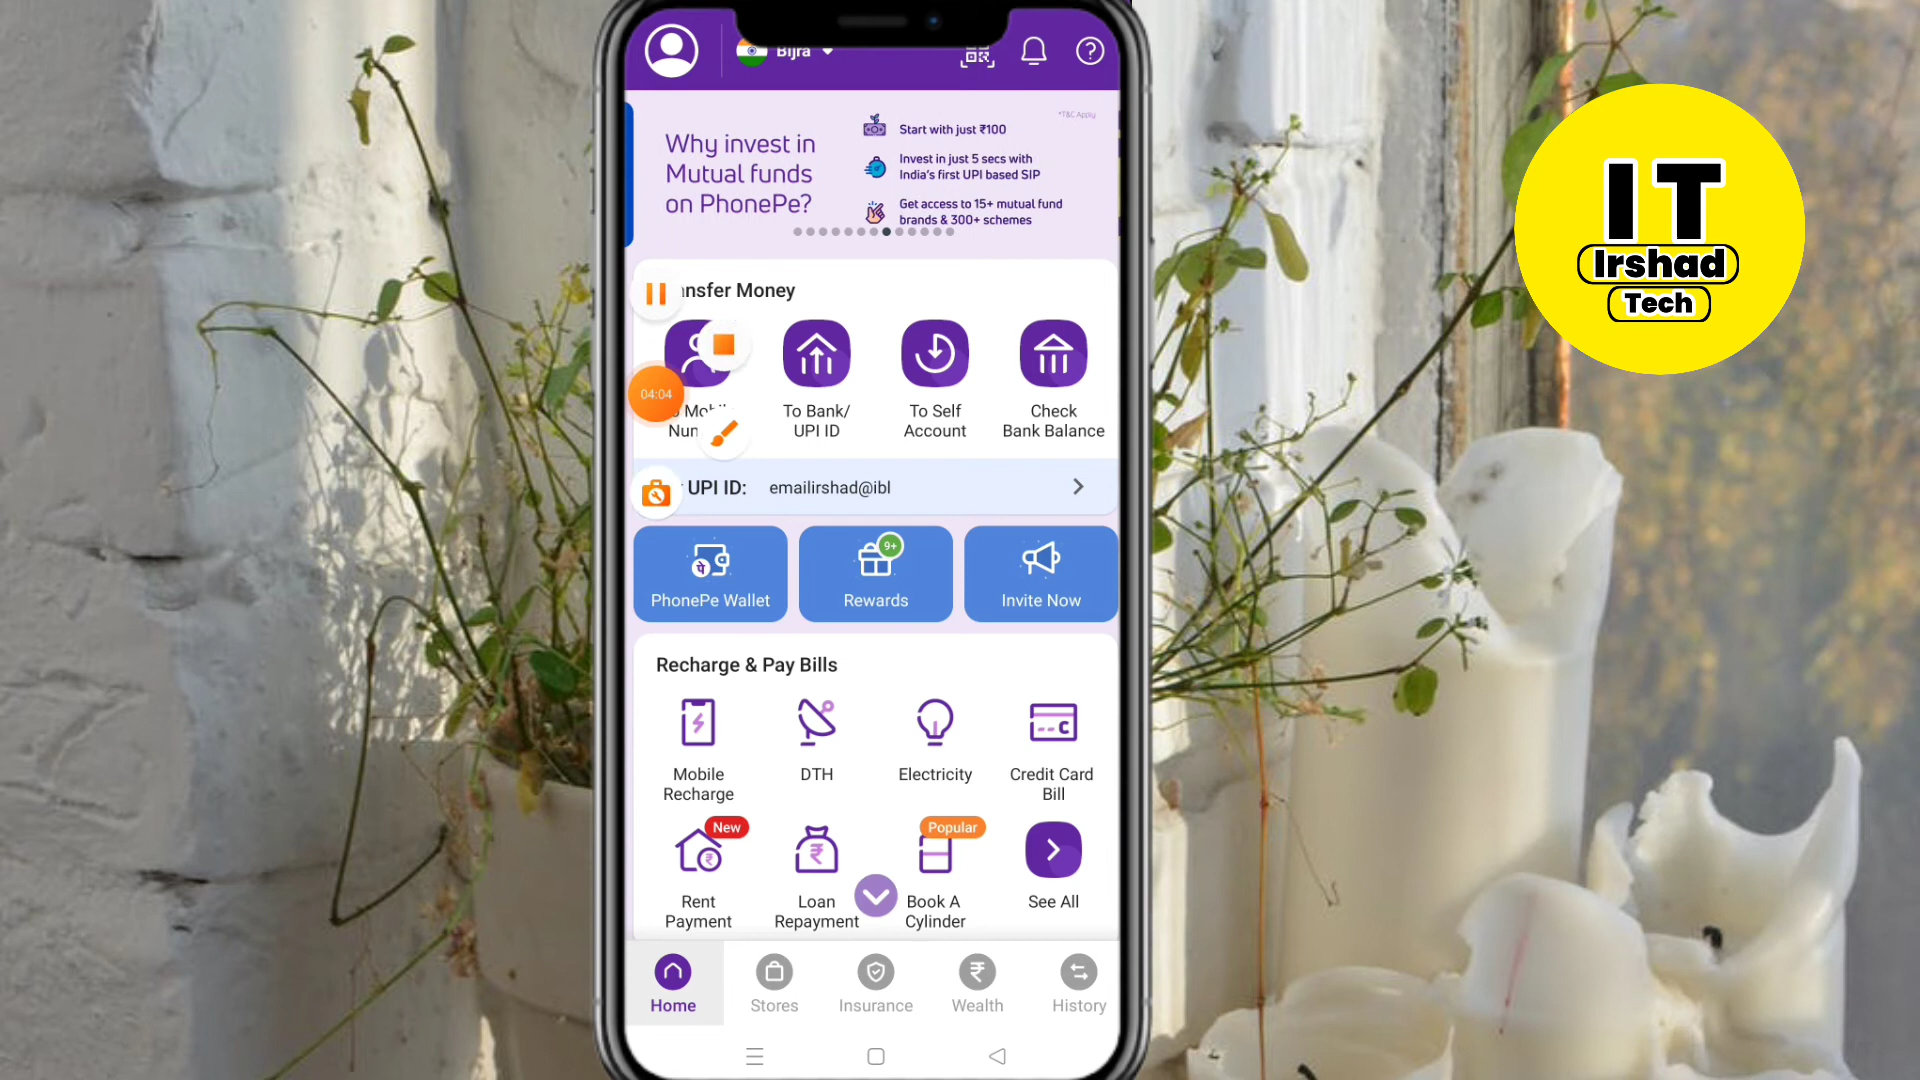 Bijra
*T&C Apply
Why invest in
Mutual funds
on PhonePe?
Start with just ₹100
Invest in just 5 secs with
India's first UPI based SIP
Get access to 15+ mutual fund
brands & 300+ schemes
ansfer Money
04:04
To Bank/
UPI ID
To Self
Account
Check
Bank Balance
UPI ID: emailirshad@ibl
पे
9+
PhonePe Wallet
Rewards
Invite Now
Recharge & Pay Bills
Mobile
Recharge
DTH
Electricity
Credit Card
Bill
New
Popular
Rent
Payment
Loan
Repayment
Book A
Cylinder
See All
Home
Stores
Insurance
Wealth
History
IT
Irshad
Tech